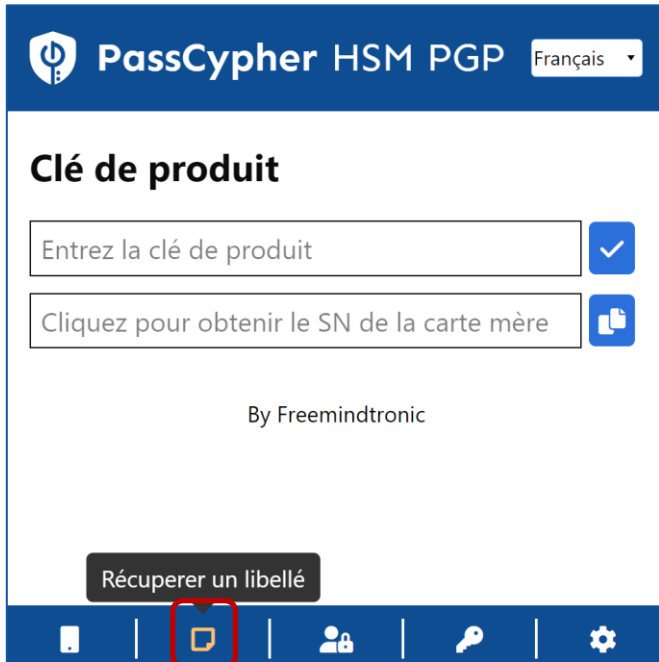 PassCypher HSM PGP
Français
Clé de produit
Entrez la clé de produit
Cliquez pour obtenir le SN de la carte mère
By Freemindtronic
Récuperer un libellé